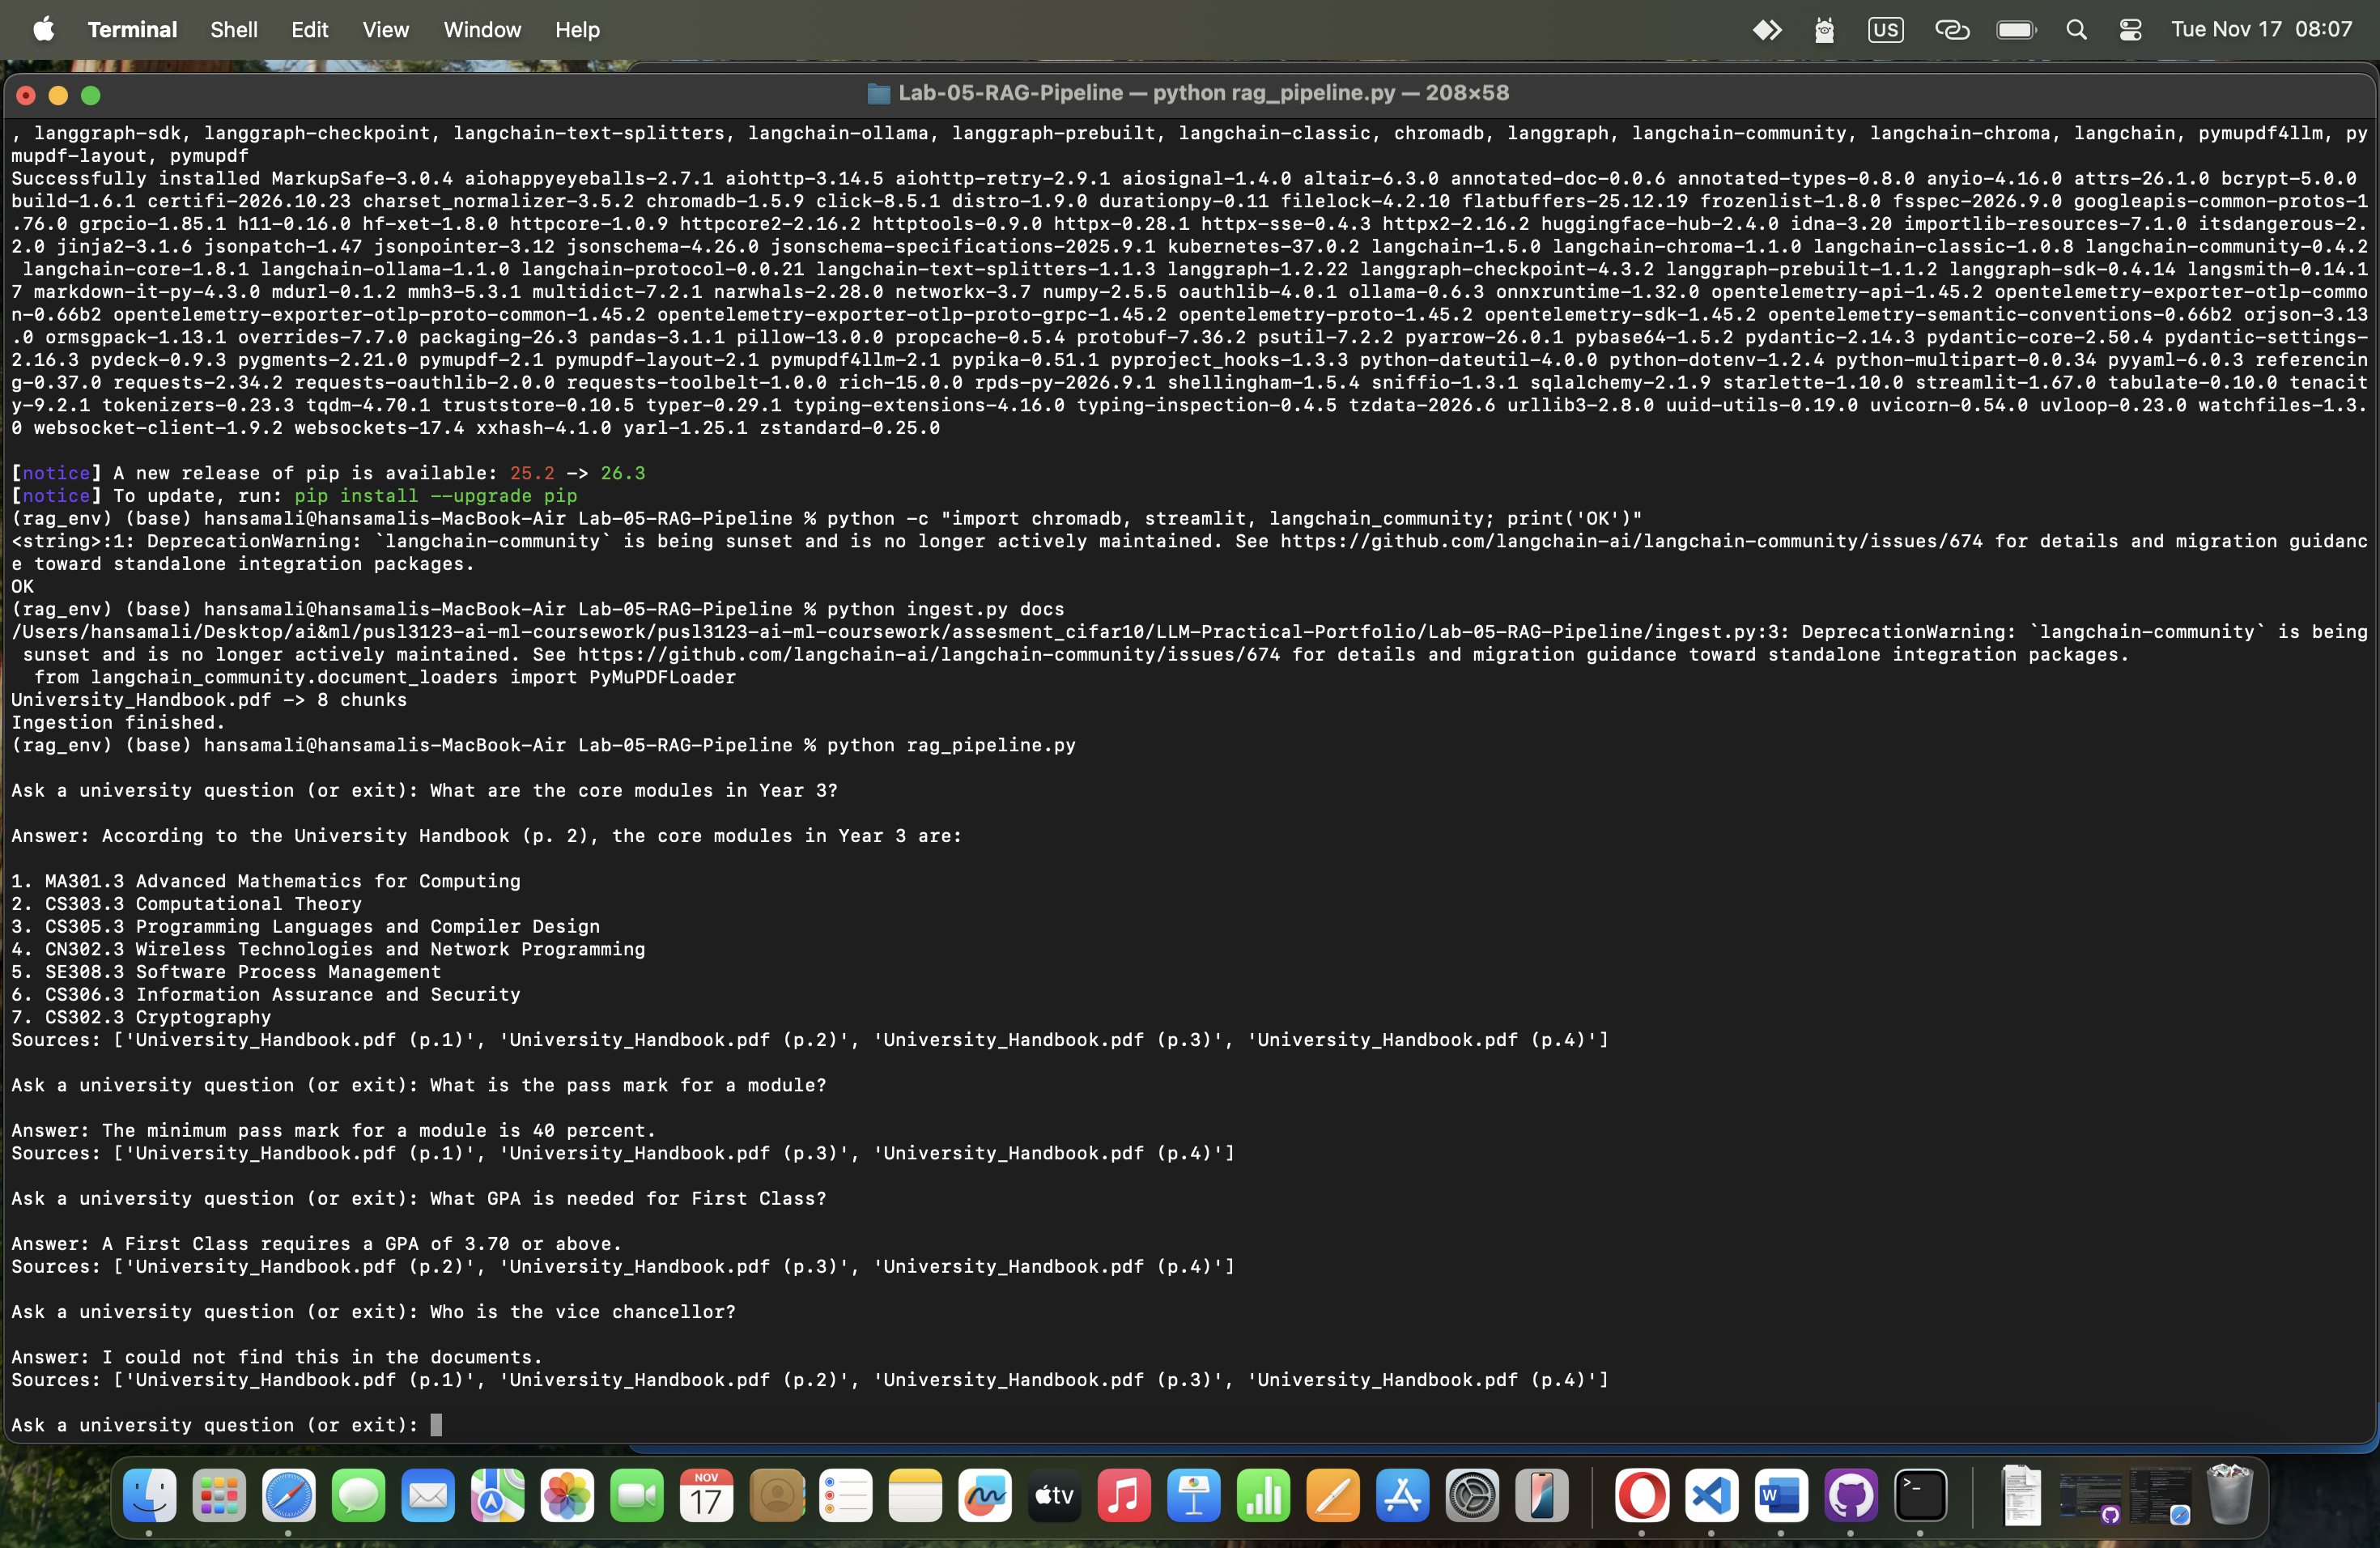 Terminal Shell Edit View Window Help US Tue Nov 17 08:07
Lab-05-RAG-Pipeline — python rag_pipeline.py — 208×58
, langgraph-sdk, langgraph-checkpoint, langchain-text-splitters, langchain-ollama, langgraph-prebuilt, langchain-classic, chromadb, langgraph, langchain-community, langchain-chroma, langchain, pymupdf4llm, py
mupdf-layout, pymupdf
Successfully installed MarkupSafe-3.0.4 aiohappyeyeballs-2.7.1 aiohttp-3.14.5 aiohttp-retry-2.9.1 aiosignal-1.4.0 altair-6.3.0 annotated-doc-0.0.6 annotated-types-0.8.0 anyio-4.16.0 attrs-26.1.0 bcrypt-5.0.0
build-1.6.1 certifi-2026.10.23 charset_normalizer-3.5.2 chromadb-1.5.9 click-8.5.1 distro-1.9.0 durationpy-0.11 filelock-4.2.10 flatbuffers-25.12.19 frozenlist-1.8.0 fsspec-2026.9.0 googleapis-common-protos-1
.76.0 grpcio-1.85.1 h11-0.16.0 hf-xet-1.8.0 httpcore-1.0.9 httpcore2-2.16.2 httptools-0.9.0 httpx-0.28.1 httpx-sse-0.4.3 httpx2-2.16.2 huggingface-hub-2.4.0 idna-3.20 importlib-resources-7.1.0 itsdangerous-2.
2.0 jinja2-3.1.6 jsonpatch-1.47 jsonpointer-3.12 jsonschema-4.26.0 jsonschema-specifications-2025.9.1 kubernetes-37.0.2 langchain-1.5.0 langchain-chroma-1.1.0 langchain-classic-1.0.8 langchain-community-0.4.2
langchain-core-1.8.1 langchain-ollama-1.1.0 langchain-protocol-0.0.21 langchain-text-splitters-1.1.3 langgraph-1.2.22 langgraph-checkpoint-4.3.2 langgraph-prebuilt-1.1.2 langgraph-sdk-0.4.14 langsmith-0.14.1
7 markdown-it-py-4.3.0 mdurl-0.1.2 mmh3-5.3.1 multidict-7.2.1 narwhals-2.28.0 networkx-3.7 numpy-2.5.5 oauthlib-4.0.1 ollama-0.6.3 onnxruntime-1.32.0 opentelemetry-api-1.45.2 opentelemetry-exporter-otlp-commo
n-0.66b2 opentelemetry-exporter-otlp-proto-common-1.45.2 opentelemetry-exporter-otlp-proto-grpc-1.45.2 opentelemetry-proto-1.45.2 opentelemetry-sdk-1.45.2 opentelemetry-semantic-conventions-0.66b2 orjson-3.13
.0 ormsgpack-1.13.1 overrides-7.7.0 packaging-26.3 pandas-3.1.1 pillow-13.0.0 propcache-0.5.4 protobuf-7.36.2 psutil-7.2.2 pyarrow-26.0.1 pybase64-1.5.2 pydantic-2.14.3 pydantic-core-2.50.4 pydantic-settings-
2.16.3 pydeck-0.9.3 pygments-2.21.0 pymupdf-2.1 pymupdf-layout-2.1 pymupdf4llm-2.1 pypika-0.51.1 pyproject_hooks-1.3.3 python-dateutil-4.0.0 python-dotenv-1.2.4 python-multipart-0.0.34 pyyaml-6.0.3 referencin
g-0.37.0 requests-2.34.2 requests-oauthlib-2.0.0 requests-toolbelt-1.0.0 rich-15.0.0 rpds-py-2026.9.1 shellingham-1.5.4 sniffio-1.3.1 sqlalchemy-2.1.9 starlette-1.10.0 streamlit-1.67.0 tabulate-0.10.0 tenacit
y-9.2.1 tokenizers-0.23.3 tqdm-4.70.1 truststore-0.10.5 typer-0.29.1 typing-extensions-4.16.0 typing-inspection-0.4.5 tzdata-2026.6 urllib3-2.8.0 uuid-utils-0.19.0 uvicorn-0.54.0 uvloop-0.23.0 watchfiles-1.3.
0 websocket-client-1.9.2 websockets-17.4 xxhash-4.1.0 yarl-1.25.1 zstandard-0.25.0
[notice] A new release of pip is available: 25.2 -> 26.3
[notice] To update, run: pip install --upgrade pip
(rag_env) (base) hansamali@hansamalis-MacBook-Air Lab-05-RAG-Pipeline % python -c "import chromadb, streamlit, langchain_community; print('OK')"
<string>:1: DeprecationWarning: `langchain-community` is being sunset and is no longer actively maintained. See https://github.com/langchain-ai/langchain-community/issues/674 for details and migration guidanc
e toward standalone integration packages.
OK
(rag_env) (base) hansamali@hansamalis-MacBook-Air Lab-05-RAG-Pipeline % python ingest.py docs
/Users/hansamali/Desktop/ai&ml/pusl3123-ai-ml-coursework/pusl3123-ai-ml-coursework/assesment_cifar10/LLM-Practical-Portfolio/Lab-05-RAG-Pipeline/ingest.py:3: DeprecationWarning: `langchain-community` is being
sunset and is no longer actively maintained. See https://github.com/langchain-ai/langchain-community/issues/674 for details and migration guidance toward standalone integration packages.
from langchain_community.document_loaders import PyMuPDFLoader
University_Handbook.pdf -> 8 chunks
Ingestion finished.
(rag_env) (base) hansamali@hansamalis-MacBook-Air Lab-05-RAG-Pipeline % python rag_pipeline.py
Ask a university question (or exit): What are the core modules in Year 3?
Answer: According to the University Handbook (p. 2), the core modules in Year 3 are:
1. MA301.3 Advanced Mathematics for Computing
2. CS303.3 Computational Theory
3. CS305.3 Programming Languages and Compiler Design
4. CN302.3 Wireless Technologies and Network Programming
5. SE308.3 Software Process Management
6. CS306.3 Information Assurance and Security
7. CS302.3 Cryptography
Sources: ['University_Handbook.pdf (p.1)', 'University_Handbook.pdf (p.2)', 'University_Handbook.pdf (p.3)', 'University_Handbook.pdf (p.4)']
Ask a university question (or exit): What is the pass mark for a module?
Answer: The minimum pass mark for a module is 40 percent.
Sources: ['University_Handbook.pdf (p.1)', 'University_Handbook.pdf (p.3)', 'University_Handbook.pdf (p.4)']
Ask a university question (or exit): What GPA is needed for First Class?
Answer: A First Class requires a GPA of 3.70 or above.
Sources: ['University_Handbook.pdf (p.2)', 'University_Handbook.pdf (p.3)', 'University_Handbook.pdf (p.4)']
Ask a university question (or exit): Who is the vice chancellor?
Answer: I could not find this in the documents.
Sources: ['University_Handbook.pdf (p.1)', 'University_Handbook.pdf (p.2)', 'University_Handbook.pdf (p.3)', 'University_Handbook.pdf (p.4)']
Ask a university question (or exit):
NOV
17
tv
W
>_